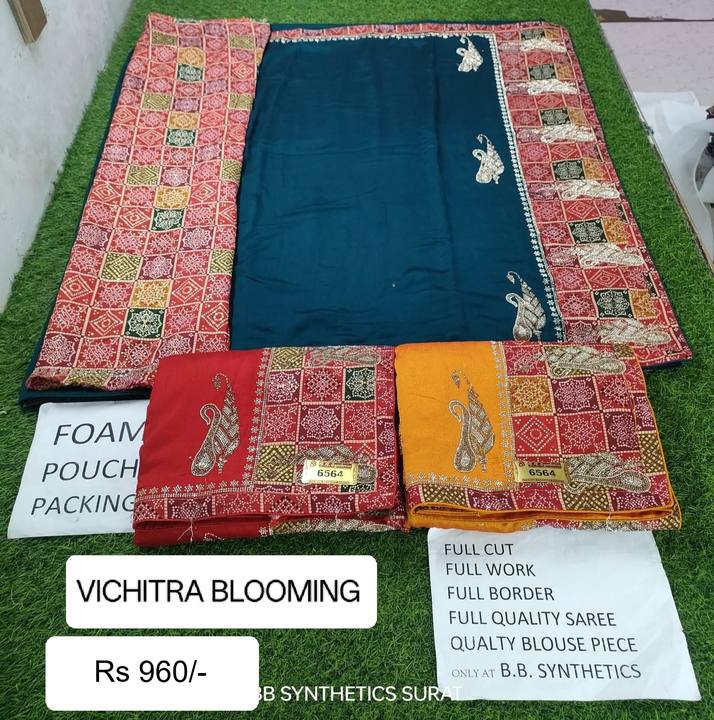 6564
6564
FOAM
POUCH
PACKING
FULL CUT
FULL WORK
FULL BORDER
FULL QUALITY SAREE
QUALTY BLOUSE PIECE
ONLY AT B.B. SYNTHETICS
VICHITRA BLOOMING
Rs 960/-
B.B SYNTHETICS SURAT